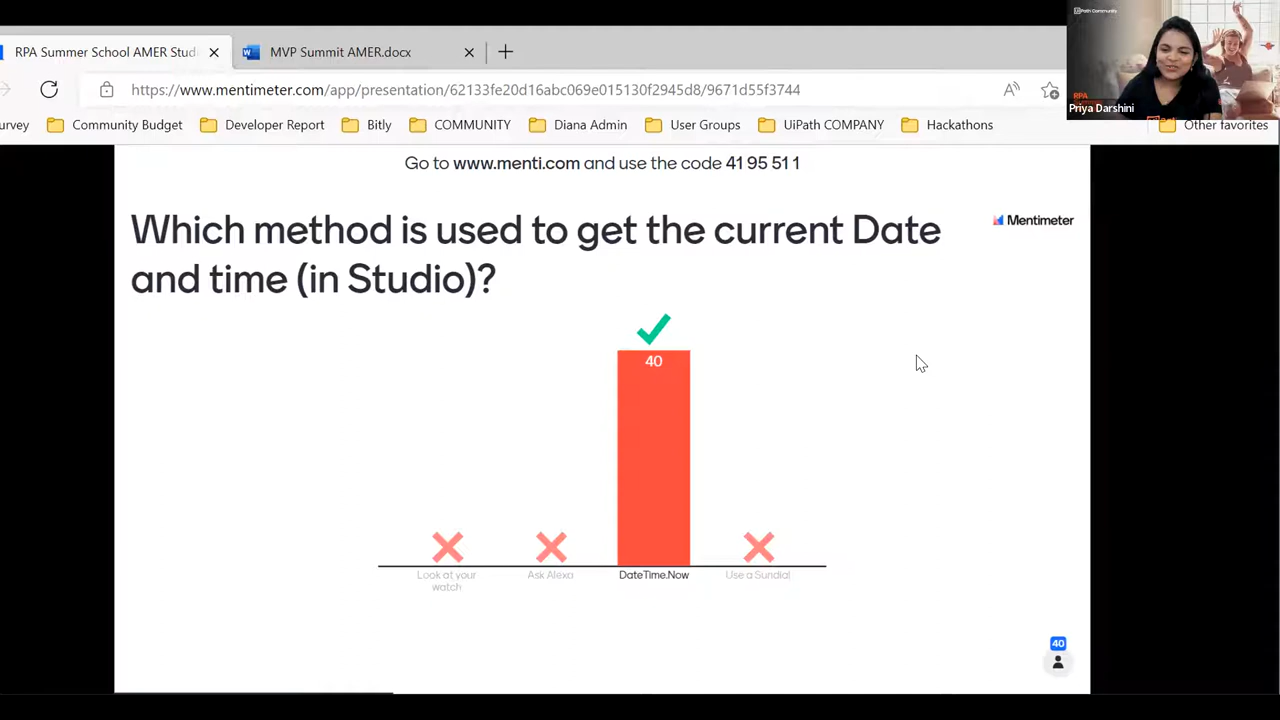 RPA Summer School AMER Stud
MVP Summit AMER.docx
https://www.mentimeter.com/app/presentation/62133fe20d16abc069e015130f2945d8/9671d55f3744
urvey
Community Budget
Developer Report
Bitly
COMMUNITY
Diana Admin
User Groups
UiPath COMPANY
Hackathons
Other favorites
UiPath Community
RPA
Priya Darshini
Go to www.menti.com and use the code 41 95 51 1
Which method is used to get the current Date
and time (in Studio)?
Mentimeter
40
Look at your
watch
Ask Alexa
DateTime.Now
Use a Sundial
40